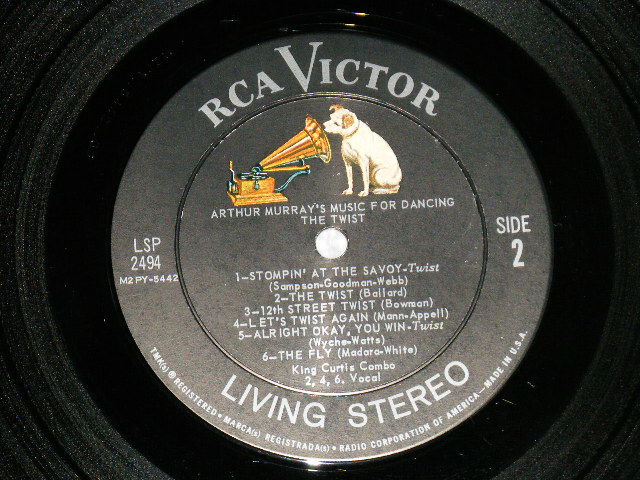 RCA VICTOR
ARTHUR MURRAY'S MUSIC FOR DANCING
THE TWIST
LSP
2494
M2 PY-5442
SIDE
2
1–STOMPIN' AT THE SAVOY-Twist
(Sampson-Goodman-Webb)
2–THE TWIST (Ballard)
3–12th STREET TWIST (Bowman)
4–LET'S TWIST AGAIN (Mann-Appell)
5–ALRIGHT OKAY, YOU WIN-Twist
(Wyche-Watts)
6–THE FLY (Madara-White)
King Curtis Combo
2, 4, 6, Vocal
LIVING STEREO
TMK(s) ® REGISTERED • MARCA(s) REGISTRADA(s) • RADIO CORPORATION OF AMERICA–MADE IN U.S.A.